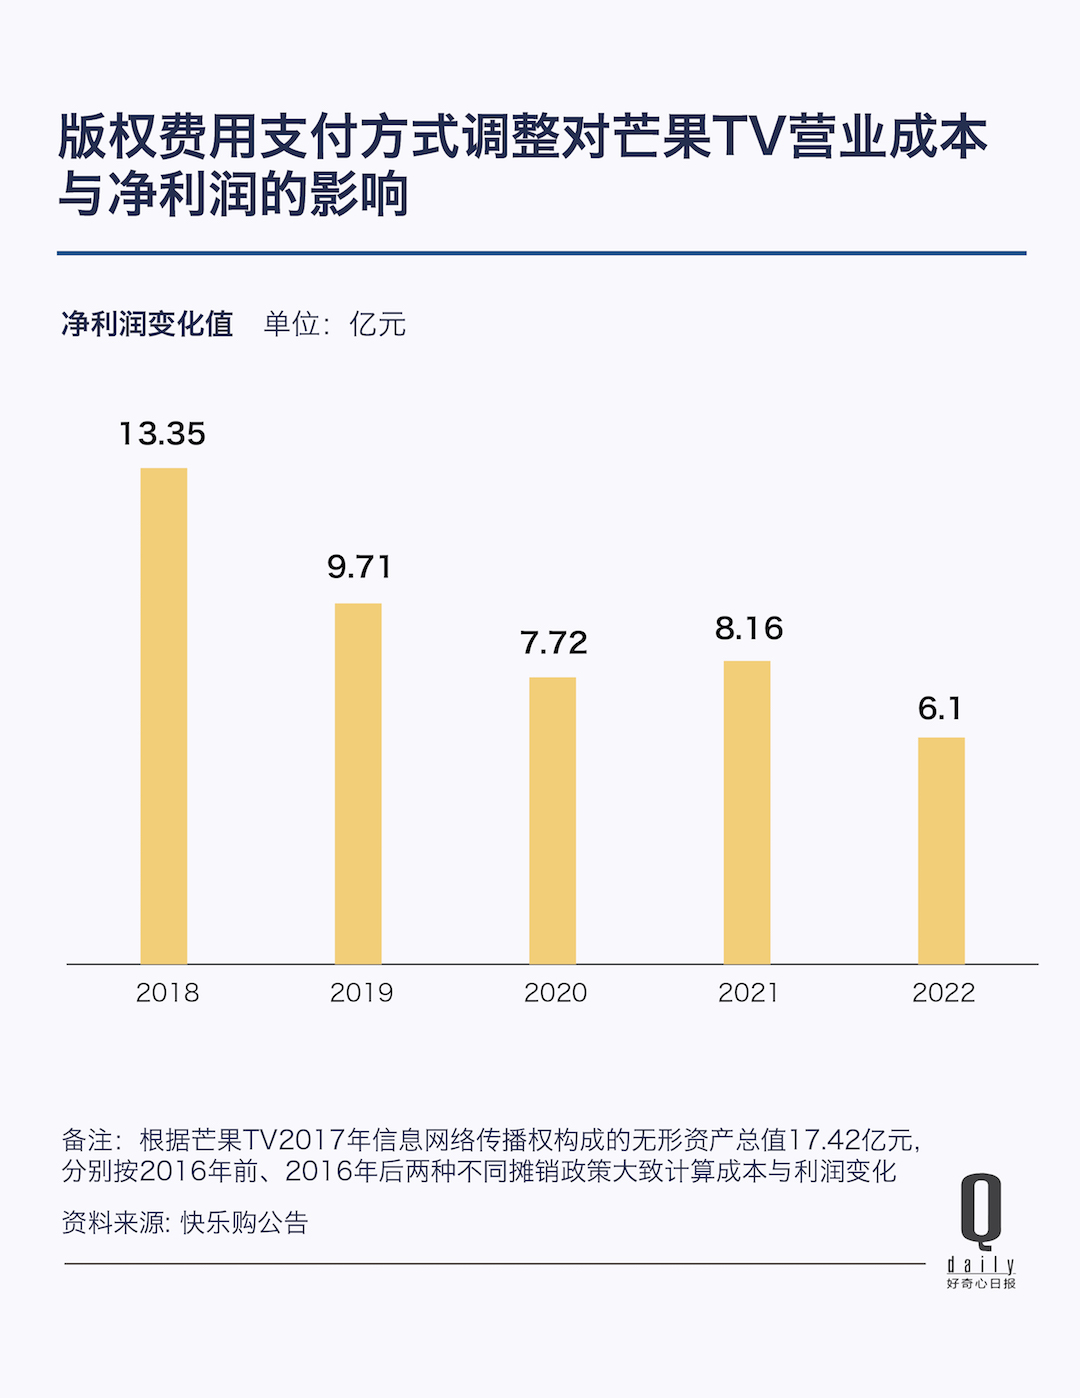 版权费用支付方式调整对芒果TV营业成本
与净利润的影响
净利润变化值 单位：亿元
13.35
9.71
7.72
8.16
6.1
2018 2019 2020 2021 2022
备注：根据芒果TV2017年信息网络传播权构成的无形资产总值17.42亿元，
分别按2016年前、2016年后两种不同摊销政策大致计算成本与利润变化
资料来源: 快乐购公告
Q
daily
好奇心日报